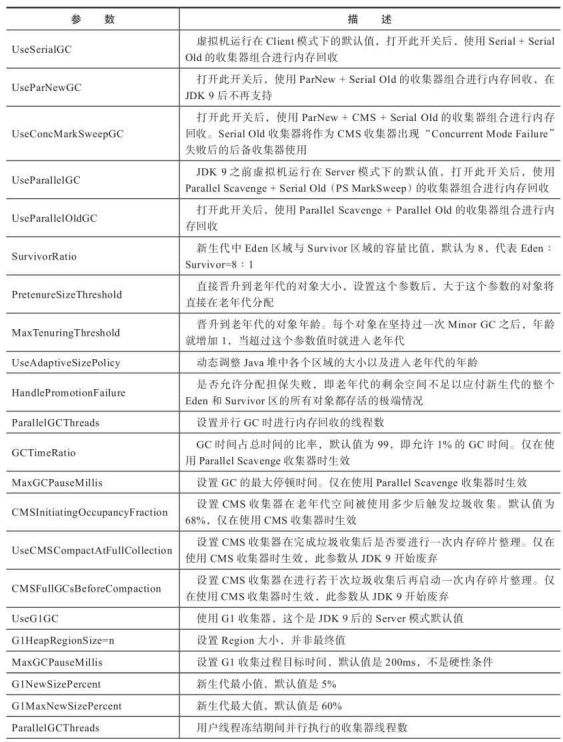 参 数 描 述
UseSerialGC
虚拟机运行在 Client 模式下的默认值，打开此开关后，使用 Serial + Serial
Old 的收集器组合进行内存回收
UseParNewGC
打开此开关后，使用 ParNew + Serial Old 的收集器组合进行内存回收，在
JDK 9 后不再支持
UseConcMarkSweepGC
打开此开关后，使用 ParNew + CMS + Serial Old 的收集器组合进行内存
回收。Serial Old 收集器将作为 CMS 收集器出现 “Concurrent Mode Failure”
失败后的后备收集器使用
UseParallelGC
JDK 9 之前虚拟机运行在 Server 模式下的默认值，打开此开关后，使用
Parallel Scavenge + Serial Old（PS MarkSweep）的收集器组合进行内存回收
UseParallelOldGC
打开此开关后，使用 Parallel Scavenge + Parallel Old 的收集器组合进行内
存回收
SurvivorRatio
新生代中 Eden 区域与 Survivor 区域的容量比值，默认为 8，代表 Eden：
Survivor=8：1
PretenureSizeThreshold
直接晋升到老年代的对象大小，设置这个参数后，大于这个参数的对象将
直接在老年代分配
MaxTenuringThreshold
晋升到老年代的对象年龄。每个对象在坚持过一次 Minor GC 之后，年龄
就增加 1，当超过这个参数值时就进入老年代
UseAdaptiveSizePolicy
动态调整 Java 堆中各个区域的大小以及进入老年代的年龄
HandlePromotionFailure
是否允许分配担保失败，即老年代的剩余空间不足以应付新生代的整个
Eden 和 Survivor 区的所有对象都存活的极端情况
ParallelGCThreads
设置并行 GC 时进行内存回收的线程数
GCTimeRatio
GC 时间占总时间的比率，默认值为 99，即允许 1% 的 GC 时间。仅在使
用 Parallel Scavenge 收集器时生效
MaxGCPauseMillis
设置 GC 的最大停顿时间。仅在使用 Parallel Scavenge 收集器时生效
CMSInitiatingOccupancyFraction
设置 CMS 收集器在老年代空间被使用多少后触发垃圾收集。默认值为
68%，仅在使用 CMS 收集器时生效
UseCMSCompactAtFullCollection
设置 CMS 收集器在完成垃圾收集后是否要进行一次内存碎片整理。仅在
使用 CMS 收集器时生效，此参数从 JDK 9 开始废弃
CMSFullGCsBeforeCompaction
设置 CMS 收集器在进行若干次垃圾收集后再启动一次内存碎片整理。仅
在使用 CMS 收集器时生效，此参数从 JDK 9 开始废弃
UseG1GC
使用 G1 收集器，这个是 JDK 9 后的 Server 模式默认值
G1HeapRegionSize=n
设置 Region 大小，并非最终值
MaxGCPauseMillis
设置 G1 收集过程目标时间，默认值是 200ms，不是硬性条件
G1NewSizePercent
新生代最小值，默认值是 5%
G1MaxNewSizePercent
新生代最大值，默认值是 60%
ParallelGCThreads
用户线程冻结期间并行执行的收集器线程数